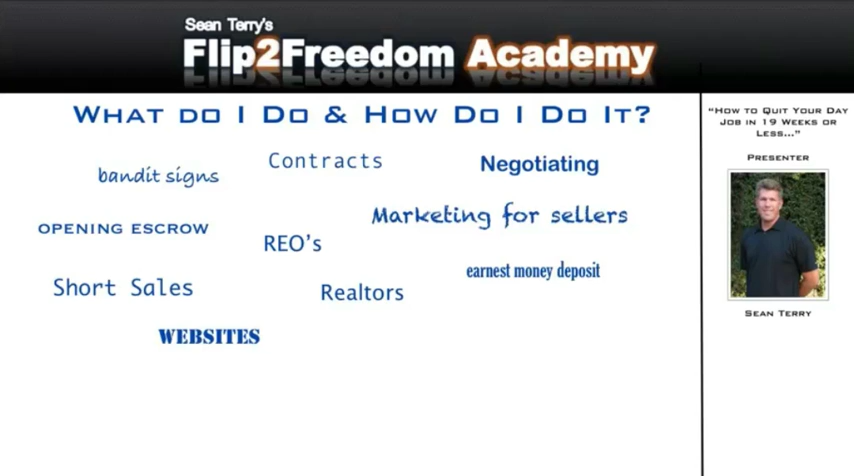 Sean Terry's
Flip2Freedom Academy
What do I Do & How Do I Do It?
bandit signs
Contracts
Negotiating
OPENING ESCROW
REO's
Marketing for sellers
Short Sales
Realtors
earnest money deposit
WEBSITES
"How to Quit Your Day
Job in 19 Weeks or
Less..."
Presenter
Sean Terry